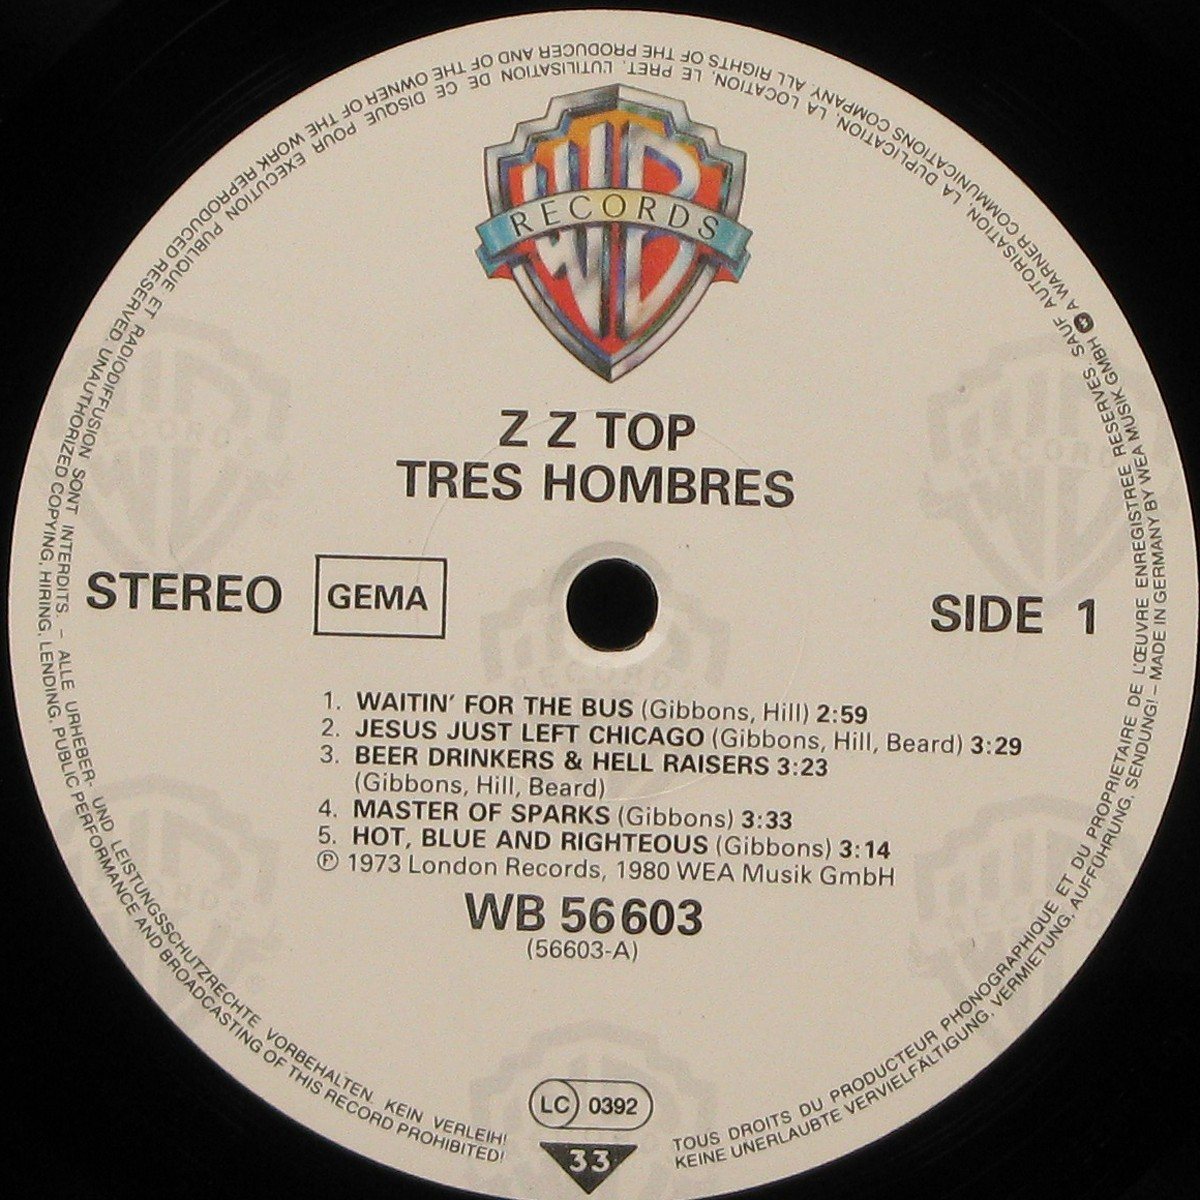 WB
RECORDS
Z Z TOP
TRES HOMBRES
STEREO
GEMA
SIDE 1
1. WAITIN' FOR THE BUS (Gibbons, Hill) 2:59
2. JESUS JUST LEFT CHICAGO (Gibbons, Hill, Beard) 3:29
3. BEER DRINKERS & HELL RAISERS 3:23
(Gibbons, Hill, Beard)
4. MASTER OF SPARKS (Gibbons) 3:33
5. HOT, BLUE AND RIGHTEOUS (Gibbons) 3:14
℗ 1973 London Records, 1980 WEA Musik GmbH
WB 56603
(56603-A)
LC 0392
33
TOUS DROITS DU PRODUCTEUR PHONOGRAPHIQUE ET DU PROPRIETAIRE DE L'ŒUVRE ENREGISTREE RESERVES. SAUF AUTORISATION, LA DUPLICATION, LA LOCATION, LE PRET, L'UTILISATION DE CE DISQUE POUR EXECUTION PUBLIQUE ET RADIODIFFUSION SONT INTERDITS. – ALLE URHEBER- UND LEISTUNGSSCHUTZRECHTE VORBEHALTEN. KEIN VERLEIH!
KEINE UNERLAUBTE VERVIELFÄLTIGUNG, VERMIETUNG, AUFFÜHRUNG, SENDUNG! – MADE IN GERMANY BY WEA MUSIK GMBH A WARNER COMMUNICATIONS COMPANY. ALL RIGHTS OF THE PRODUCER AND OF THE OWNER OF THE WORK REPRODUCED RESERVED. UNAUTHORIZED COPYING, HIRING, LENDING, PUBLIC PERFORMANCE AND BROADCASTING OF THIS RECORD PROHIBITED!